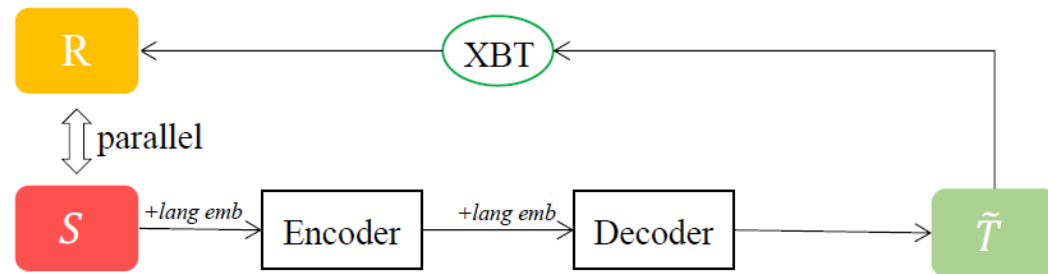 R
XBT
parallel
S
+lang emb
Encoder
+lang emb
Decoder
T̃